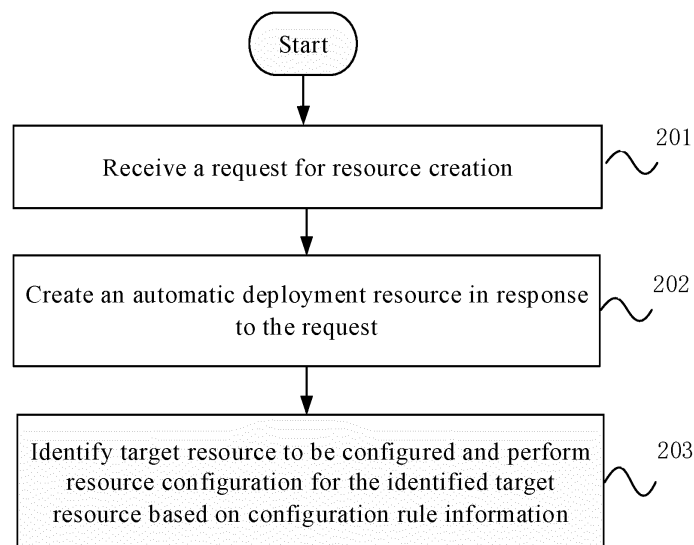 Start
Receive a request for resource creation
201
Create an automatic deployment resource in response
to the request
202
Identify target resource to be configured and perform
resource configuration for the identified target
resource based on configuration rule information
203